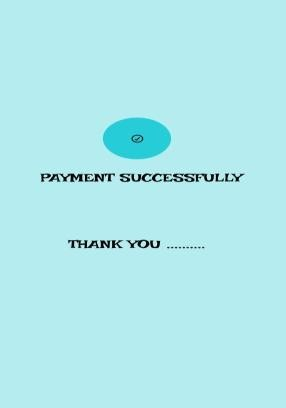 PAYMENT SUCCESSFULLY
THANK YOU ..........